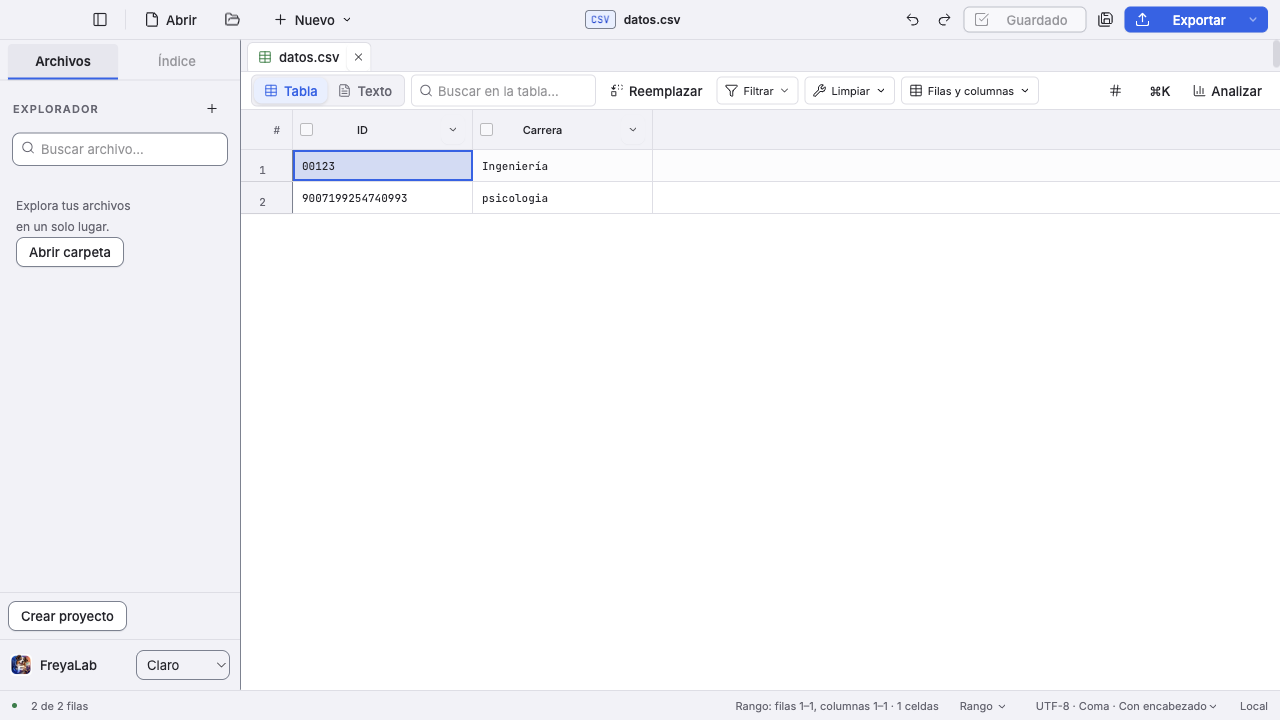 Abrir
Nuevo
CSV datos.csv
Guardado
Exportar
Archivos
Índice
datos.csv
Tabla
Texto
Buscar en la tabla...
Reemplazar
Filtrar
Limpiar
Filas y columnas
#
⌘K
Analizar
EXPLORADOR
Buscar archivo...
Explora tus archivos
en un solo lugar.
Abrir carpeta
# ID Carrera
1 00123 Ingeniería
2 9007199254740993 psicologia
Crear proyecto
FreyaLab
Claro
2 de 2 filas
Rango: filas 1–1, columnas 1–1 · 1 celdas
Rango
UTF-8 · Coma · Con encabezado
Local